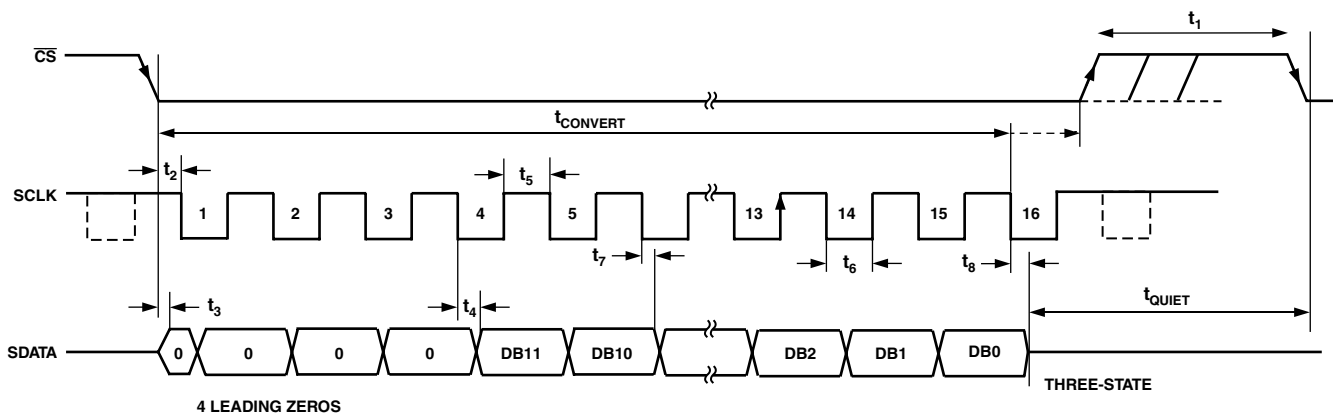 t1
CS
tCONVERT
t2
t5
SCLK
1 2 3 4 5 13 14 15 16
t7
t6
t8
t3
t4
tQUIET
SDATA
0 0 0 0 DB11 DB10 DB2 DB1 DB0
THREE-STATE
4 LEADING ZEROS